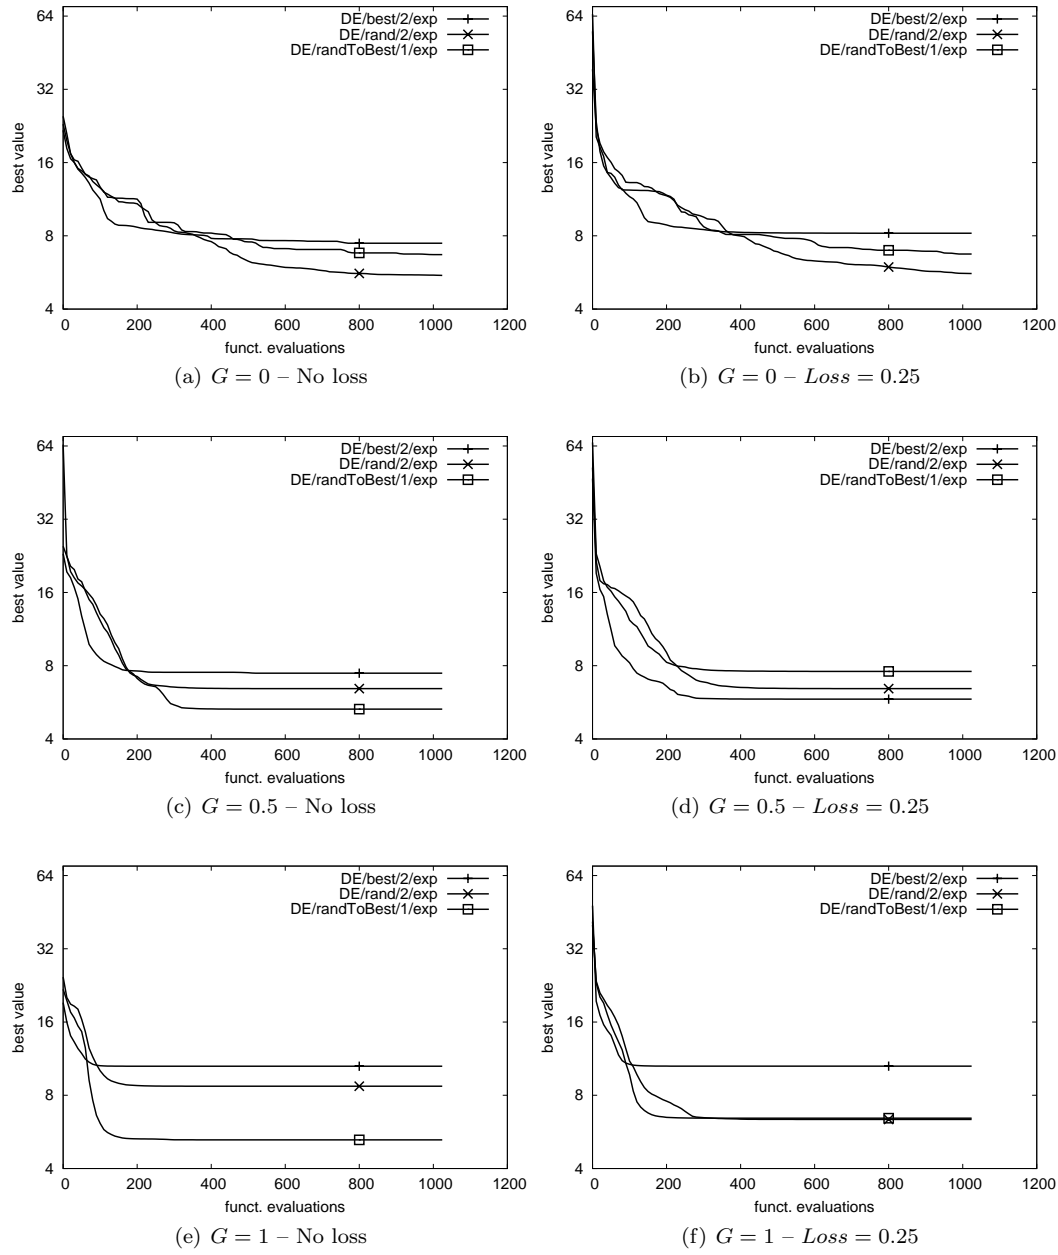 64
32
16
8
4
best value
DE/best/2/exp
DE/rand/2/exp
DE/randToBest/1/exp
0 200 400 600 800 1000 1200
funct. evaluations
(a) G = 0 – No loss
64
32
16
8
4
best value
DE/best/2/exp
DE/rand/2/exp
DE/randToBest/1/exp
0 200 400 600 800 1000 1200
funct. evaluations
(b) G = 0 – Loss = 0.25
64
32
16
8
4
best value
DE/best/2/exp
DE/rand/2/exp
DE/randToBest/1/exp
0 200 400 600 800 1000 1200
funct. evaluations
(c) G = 0.5 – No loss
64
32
16
8
4
best value
DE/best/2/exp
DE/rand/2/exp
DE/randToBest/1/exp
0 200 400 600 800 1000 1200
funct. evaluations
(d) G = 0.5 – Loss = 0.25
64
32
16
8
4
best value
DE/best/2/exp
DE/rand/2/exp
DE/randToBest/1/exp
0 200 400 600 800 1000 1200
funct. evaluations
(e) G = 1 – No loss
64
32
16
8
4
best value
DE/best/2/exp
DE/rand/2/exp
DE/randToBest/1/exp
0 200 400 600 800 1000 1200
funct. evaluations
(f) G = 1 – Loss = 0.25